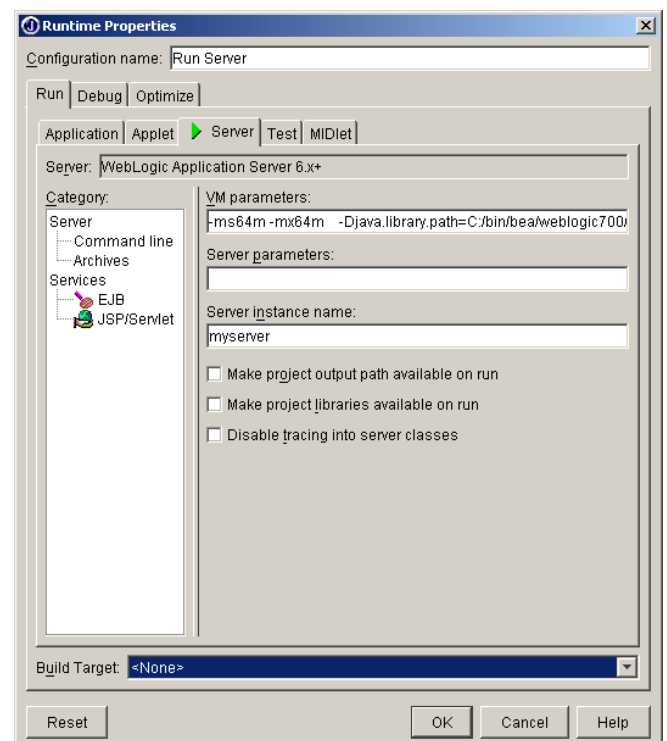 Runtime Properties
Configuration name: Run Server
Run Debug Optimize
Application Applet Server Test MIDlet
Server: WebLogic Application Server 6.x+
Category:
Server
Command line
Archives
Services
EJB
JSP/Servlet
VM parameters:
-ms64m -mx64m -Djava.library.path=C:/bin/bea/weblogic700/
Server parameters:
Server instance name:
myserver
Make project output path available on run
Make project libraries available on run
Disable tracing into server classes
Build Target: <None>
Reset OK Cancel Help